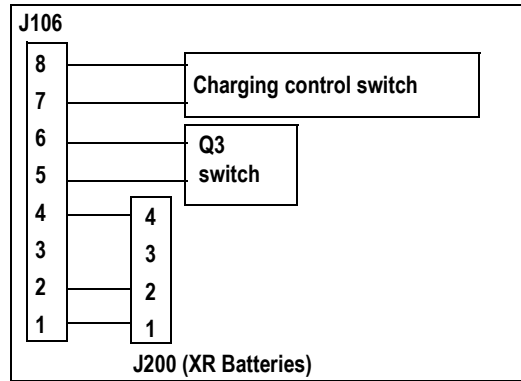 J106
8
7
6
5
4
3
2
1
Charging control switch
Q3
switch
4
3
2
1
J200 (XR Batteries)